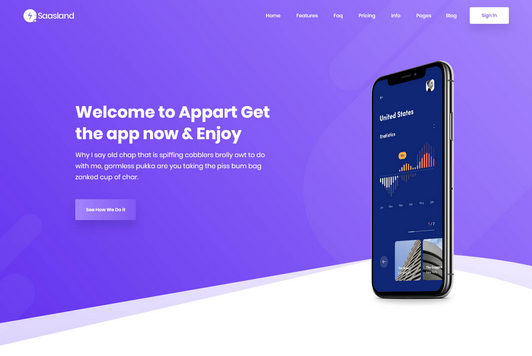 Saasland
Home Features Faq Pricing Info Pages Blog Sign In
Welcome to Appart Get
the app now & Enjoy
Why I say old chap that is spiffing cobblers brolly owt to do
with me, gormless pukka are you taking the piss bum bag
zonked cup of char.
See How We Do It
United States
Statistics